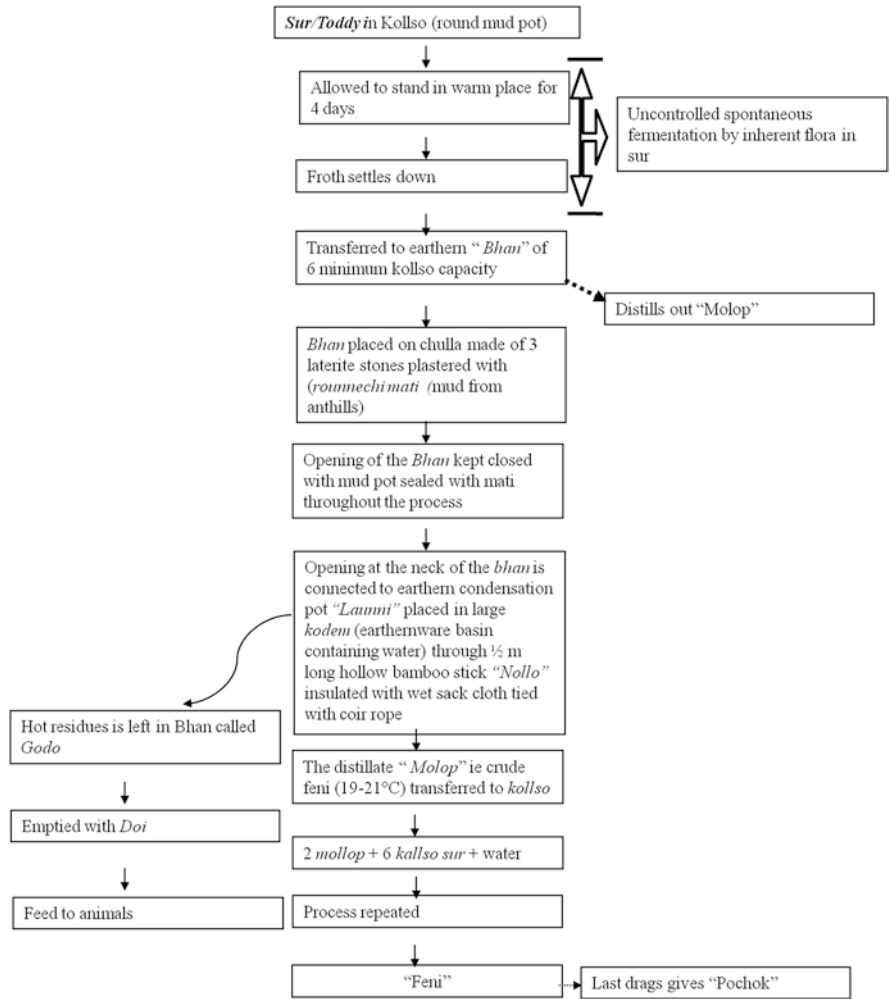 Sur/Toddy in Kollso (round mud pot)
Allowed to stand in warm place for
4 days
Uncontrolled spontaneous
fermentation by inherent flora in
sur
Froth settles down
Transferred to earthern “ Bhan” of
6 minimum kollso capacity
Distills out “Molop”
Bhan placed on chulla made of 3
laterite stones plastered with
(rounnechi mati (mud from
anthills)
Opening of the Bhan kept closed
with mud pot sealed with mati
throughout the process
Opening at the neck of the bhan is
connected to earthern condensation
pot “Launni” placed in large
kodem (earthernware basin
containing water) through ½ m
long hollow bamboo stick “Nollo”
insulated with wet sack cloth tied
with coir rope
Hot residues is left in Bhan called
Godo
The distillate “ Molop” ie crude
feni (19-21°C) transferred to kollso
Emptied with Doi
2 mollop + 6 kallso sur + water
Feed to animals
Process repeated
“Feni”
Last drags gives “Pochok”